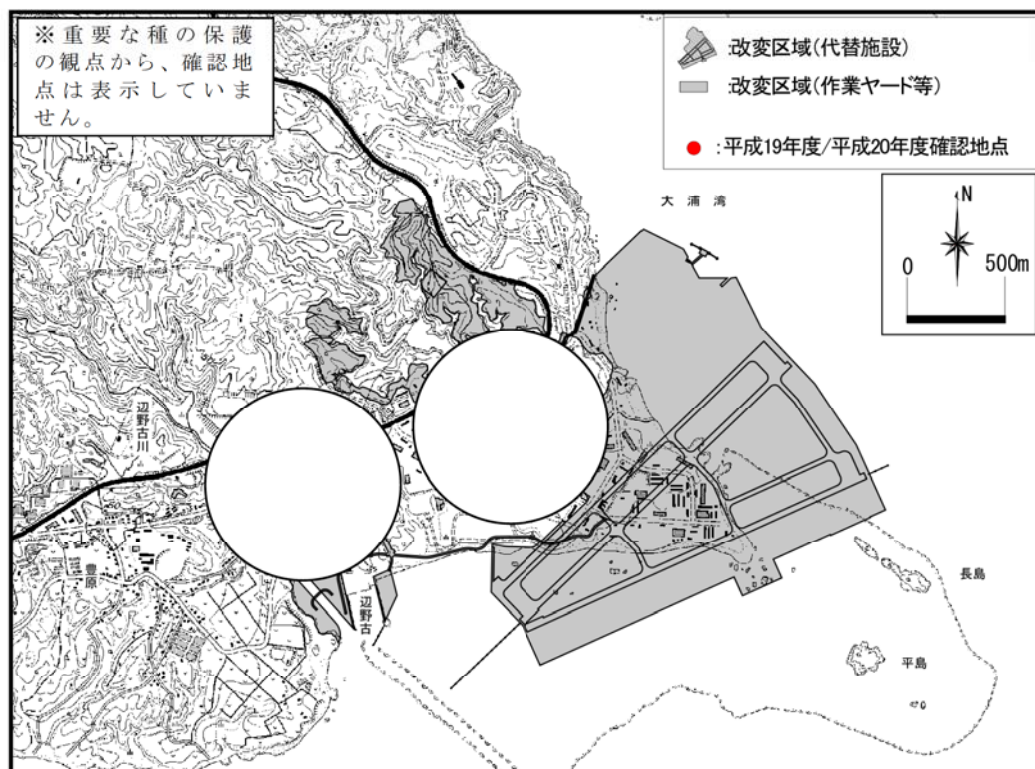 ※重要な種の保護
の観点から、確認地
点は表示していま
せん。
:改変区域(代替施設)
:改変区域(作業ヤード等)
:平成19年度/平成20年度確認地点
大浦湾
N
0 500m
辺野古川
豊原
辺野古
長島
平島